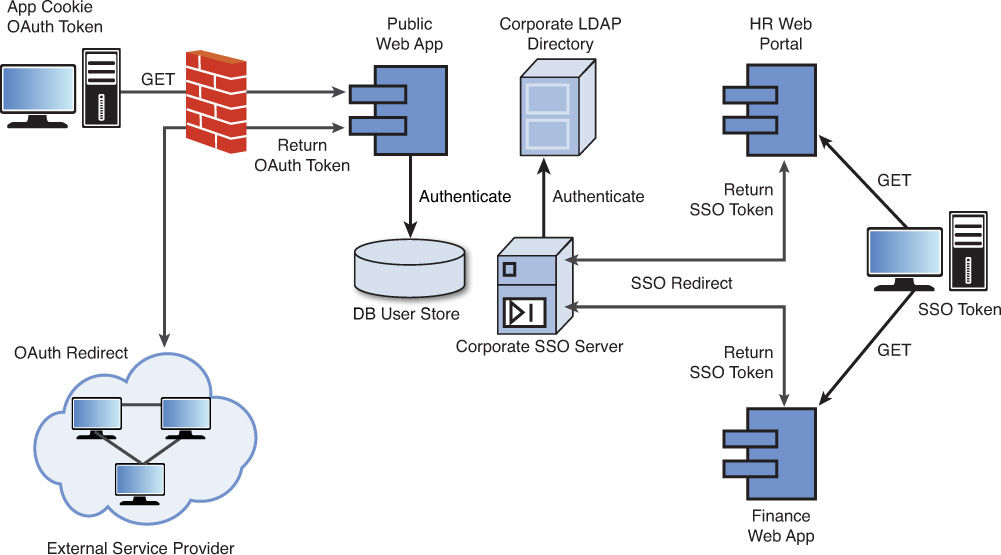 App Cookie
OAuth Token
Public
Web App
Corporate LDAP
Directory
HR Web
Portal
GET
Return
OAuth Token
Authenticate
Authenticate
Return
SSO Token
GET
DB User Store
SSO Redirect
SSO Token
Corporate SSO Server
OAuth Redirect
Return
SSO Token
GET
Finance
Web App
External Service Provider